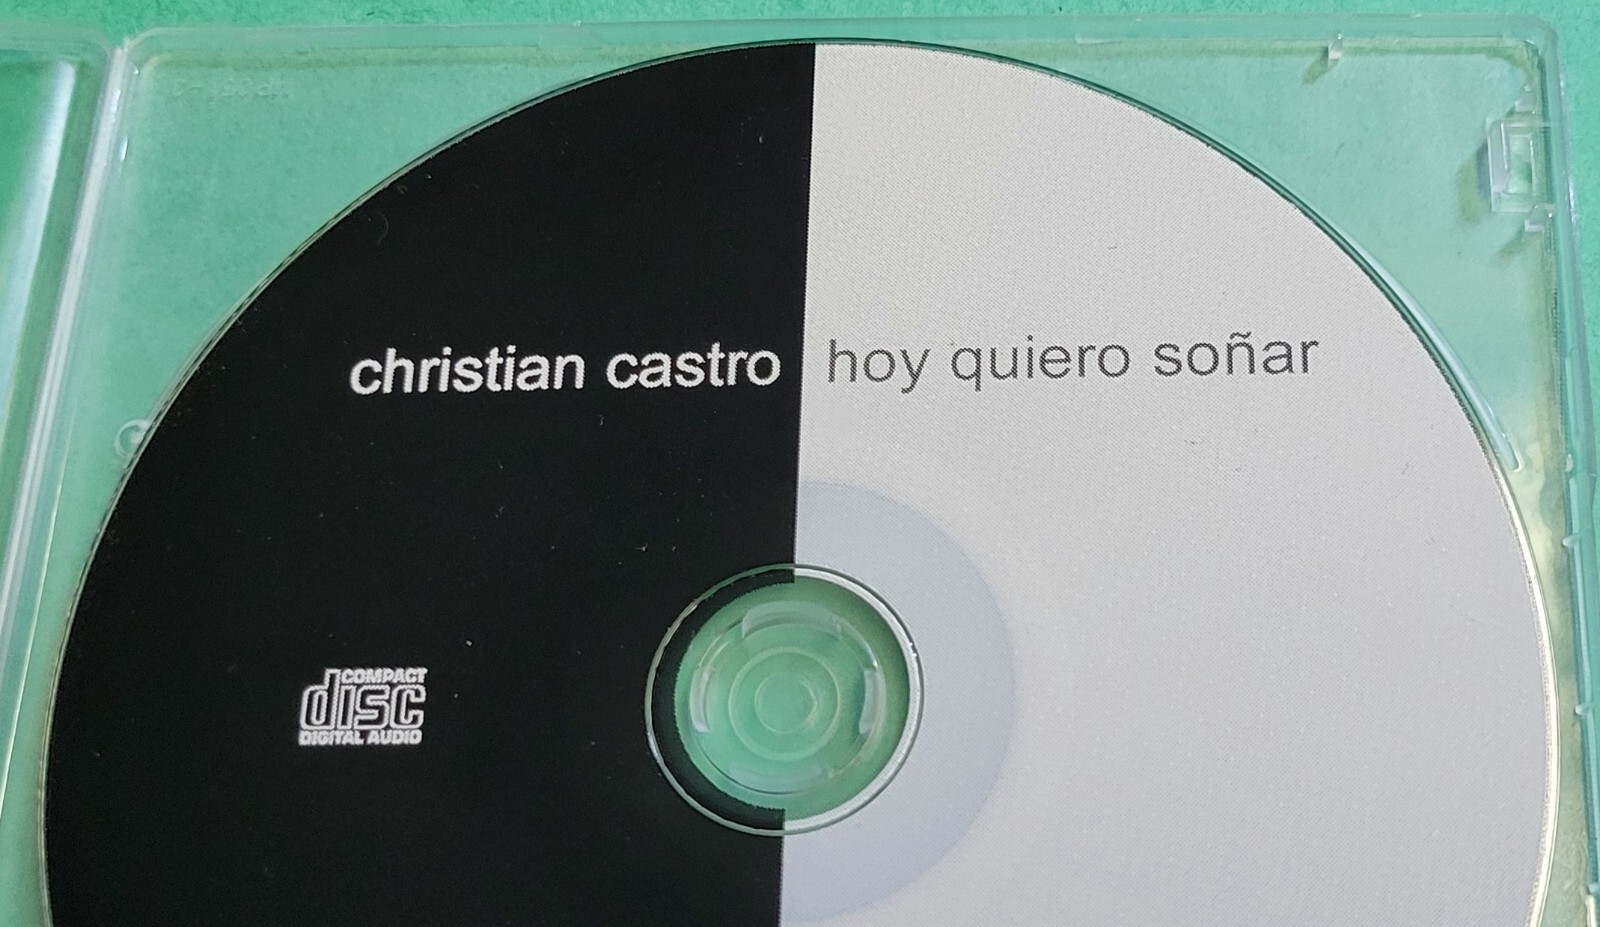 christian castro hoy quiero soñar
COMPACT
disc
DIGITAL AUDIO